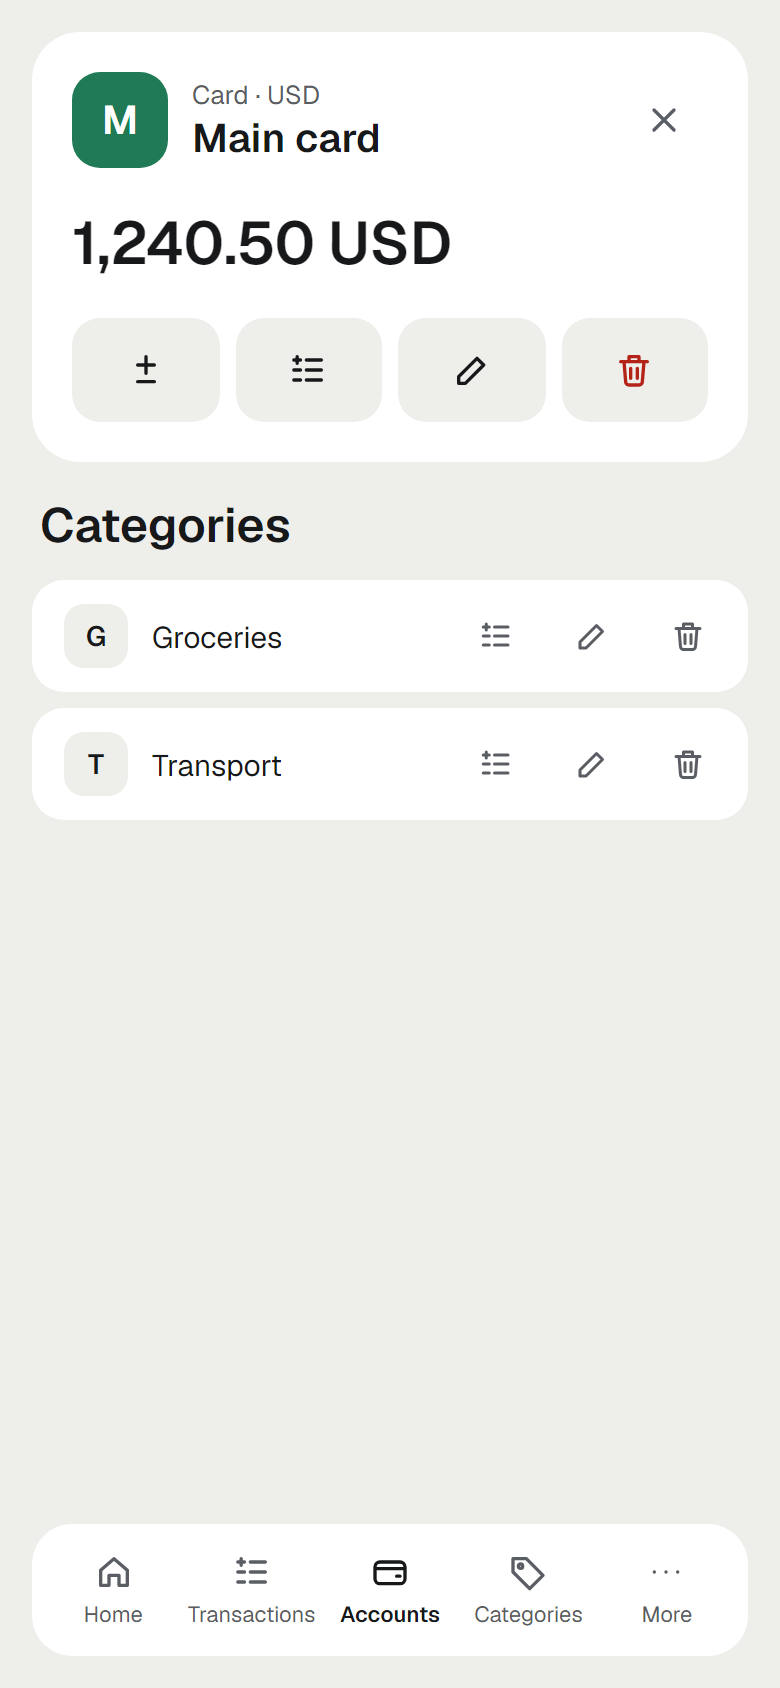 M
Card · USD
Main card
1,240.50 USD
Categories
G
Groceries
T
Transport
Home
Transactions
Accounts
Categories
More